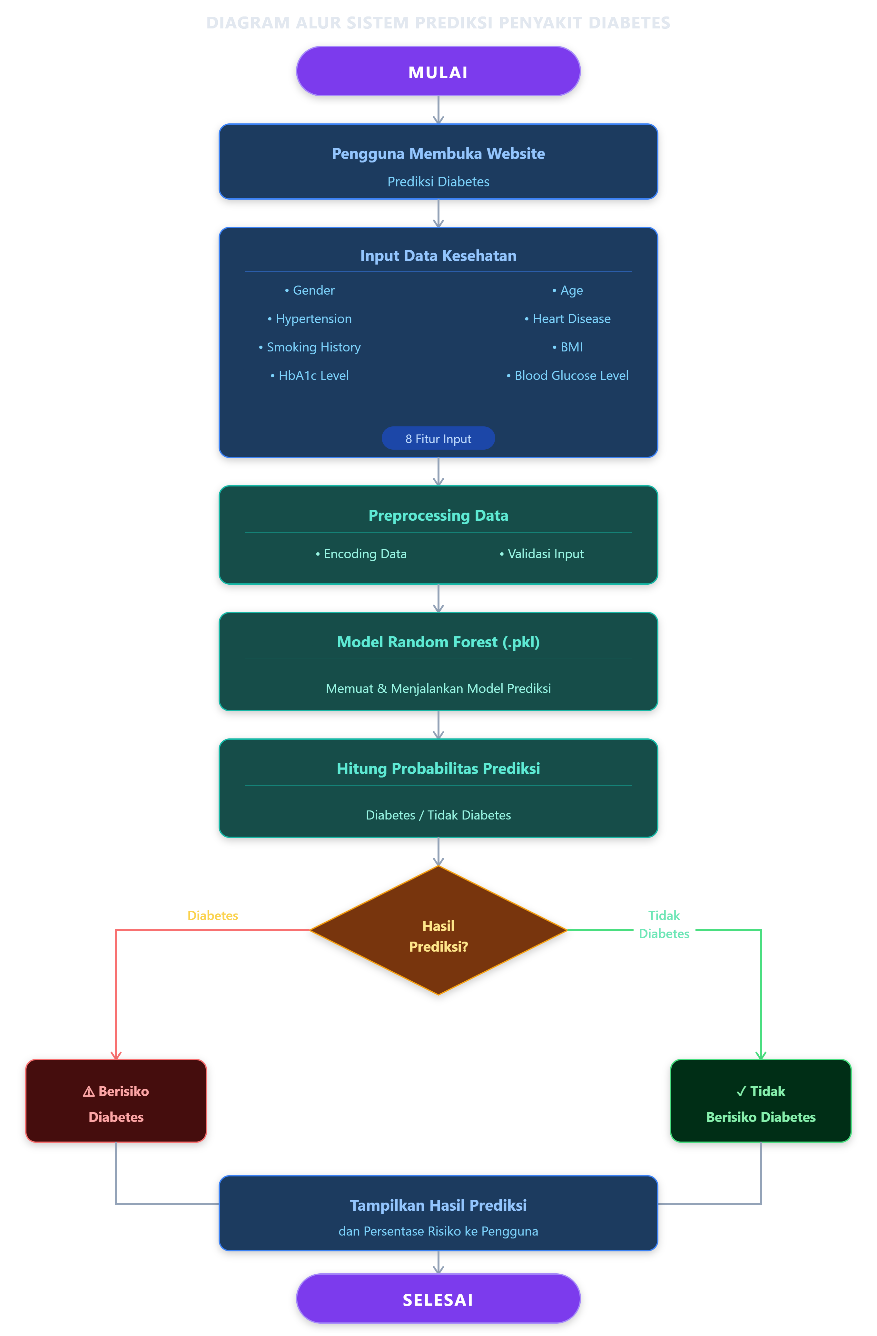 DIAGRAM ALUR SISTEM PREDIKSI PENYAKIT DIABETES
MULAI
Pengguna Membuka Website
Prediksi Diabetes
Input Data Kesehatan
• Gender
• Age
• Hypertension
• Heart Disease
• Smoking History
• BMI
• HbA1c Level
• Blood Glucose Level
8 Fitur Input
Preprocessing Data
• Encoding Data
• Validasi Input
Model Random Forest (.pkl)
Memuat & Menjalankan Model Prediksi
Hitung Probabilitas Prediksi
Diabetes / Tidak Diabetes
Hasil
Prediksi?
Diabetes
Tidak
Diabetes
⚠ Berisiko
Diabetes
✓ Tidak
Berisiko Diabetes
Tampilkan Hasil Prediksi
dan Persentase Risiko ke Pengguna
SELESAI